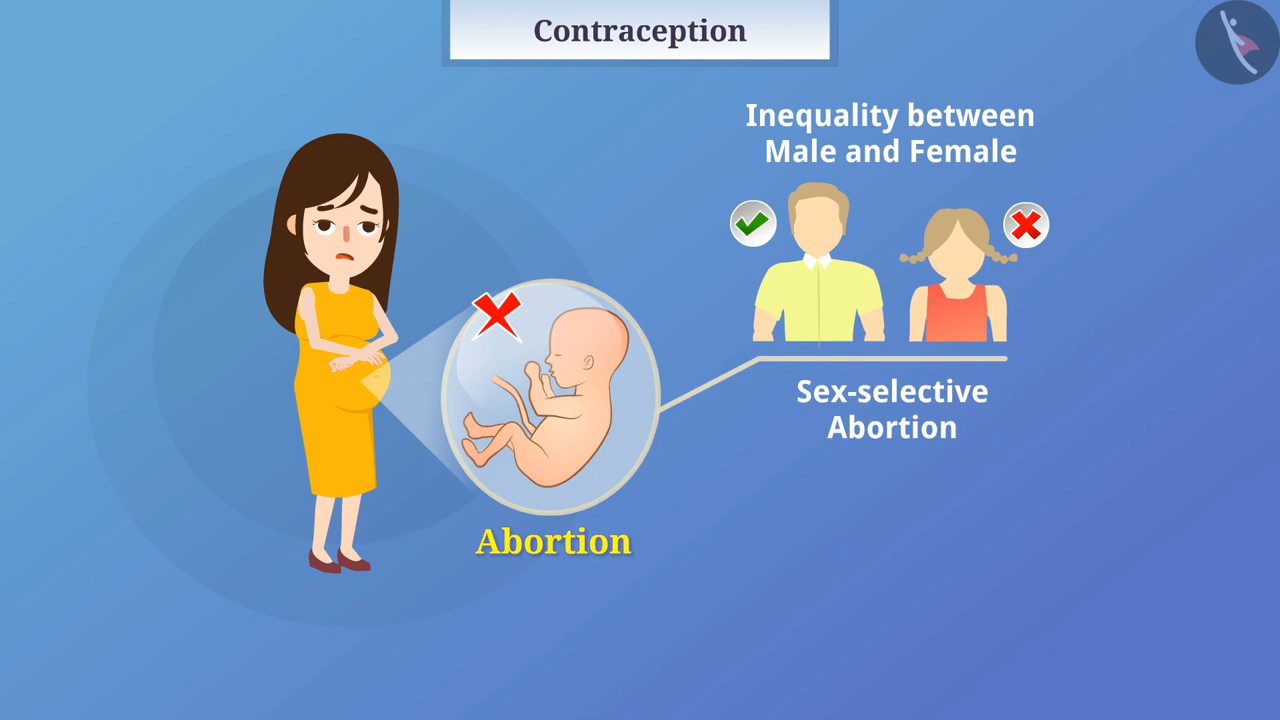 Contraception
Inequality between
Male and Female
Sex-selective
Abortion
Abortion